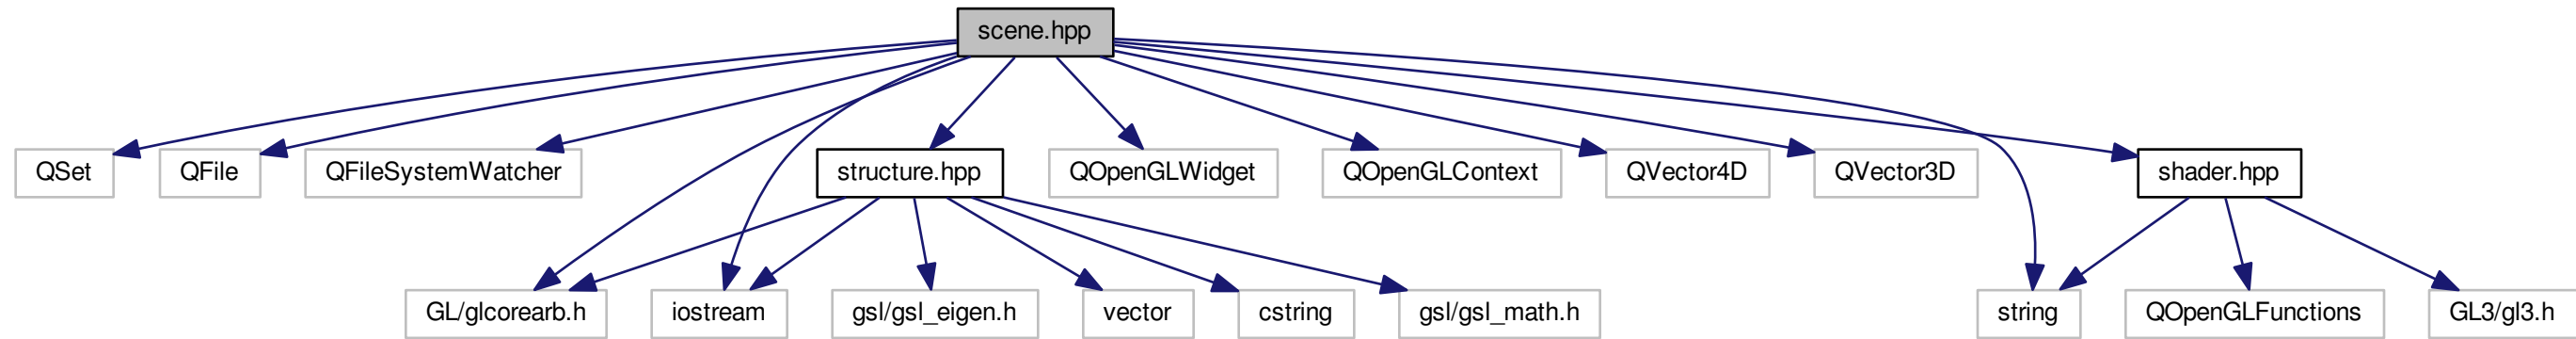 scene.hpp
QSet
QFile
QFileSystemWatcher
structure.hpp
QOpenGLWidget
QOpenGLContext
QVector4D
QVector3D
shader.hpp
GL/glcorearb.h
iostream
gsl/gsl_eigen.h
vector
cstring
gsl/gsl_math.h
string
QOpenGLFunctions
GL3/gl3.h